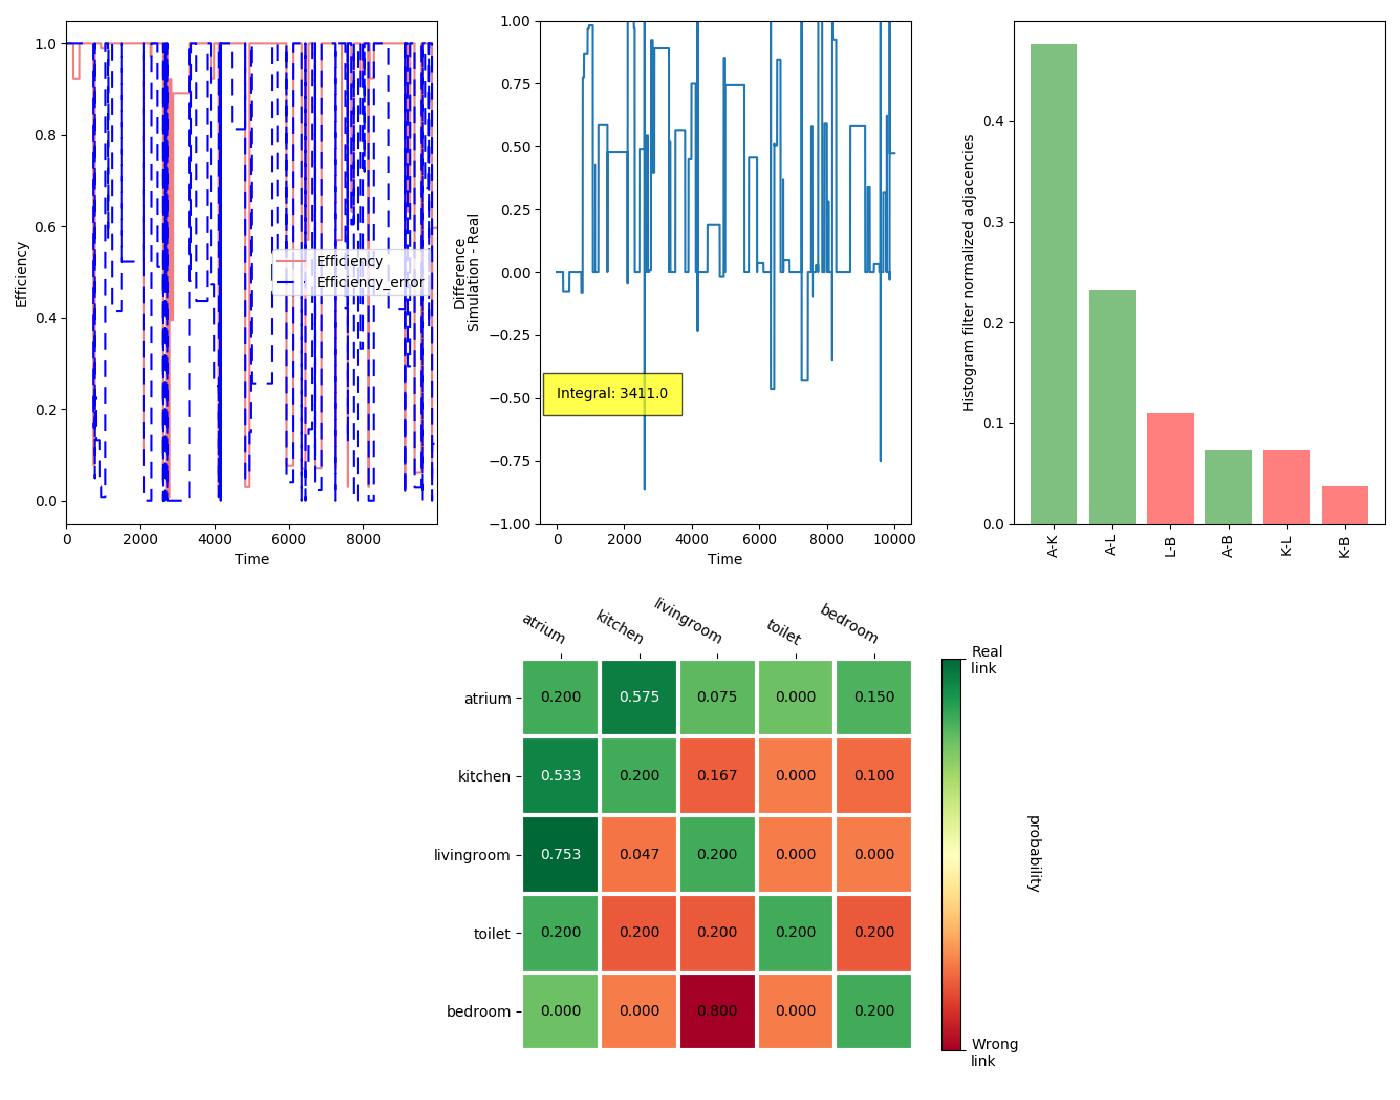 1.0
0.8
0.6
0.4
0.2
0.0
Efficiency
0
2000
4000
6000
8000
Time
Efficiency
Efficiency_error
1.00
0.75
0.50
0.25
0.00
−0.25
−0.50
−0.75
−1.00
Difference
Simulation - Real
Integral: 3411.0
0
2000
4000
6000
8000
10000
Time
Histogram filter normalized adjacencies
0.4
0.3
0.2
0.1
0.0
A-K
A-L
L-B
A-B
K-L
K-B
atrium
kitchen
livingroom
toilet
bedroom
atrium 0.200 0.575 0.075 0.000 0.150
kitchen 0.533 0.200 0.167 0.000 0.100
livingroom 0.753 0.047 0.200 0.000 0.000
toilet 0.200 0.200 0.200 0.200 0.200
bedroom 0.000 0.000 0.800 0.000 0.200
Real
link
probability
Wrong
link